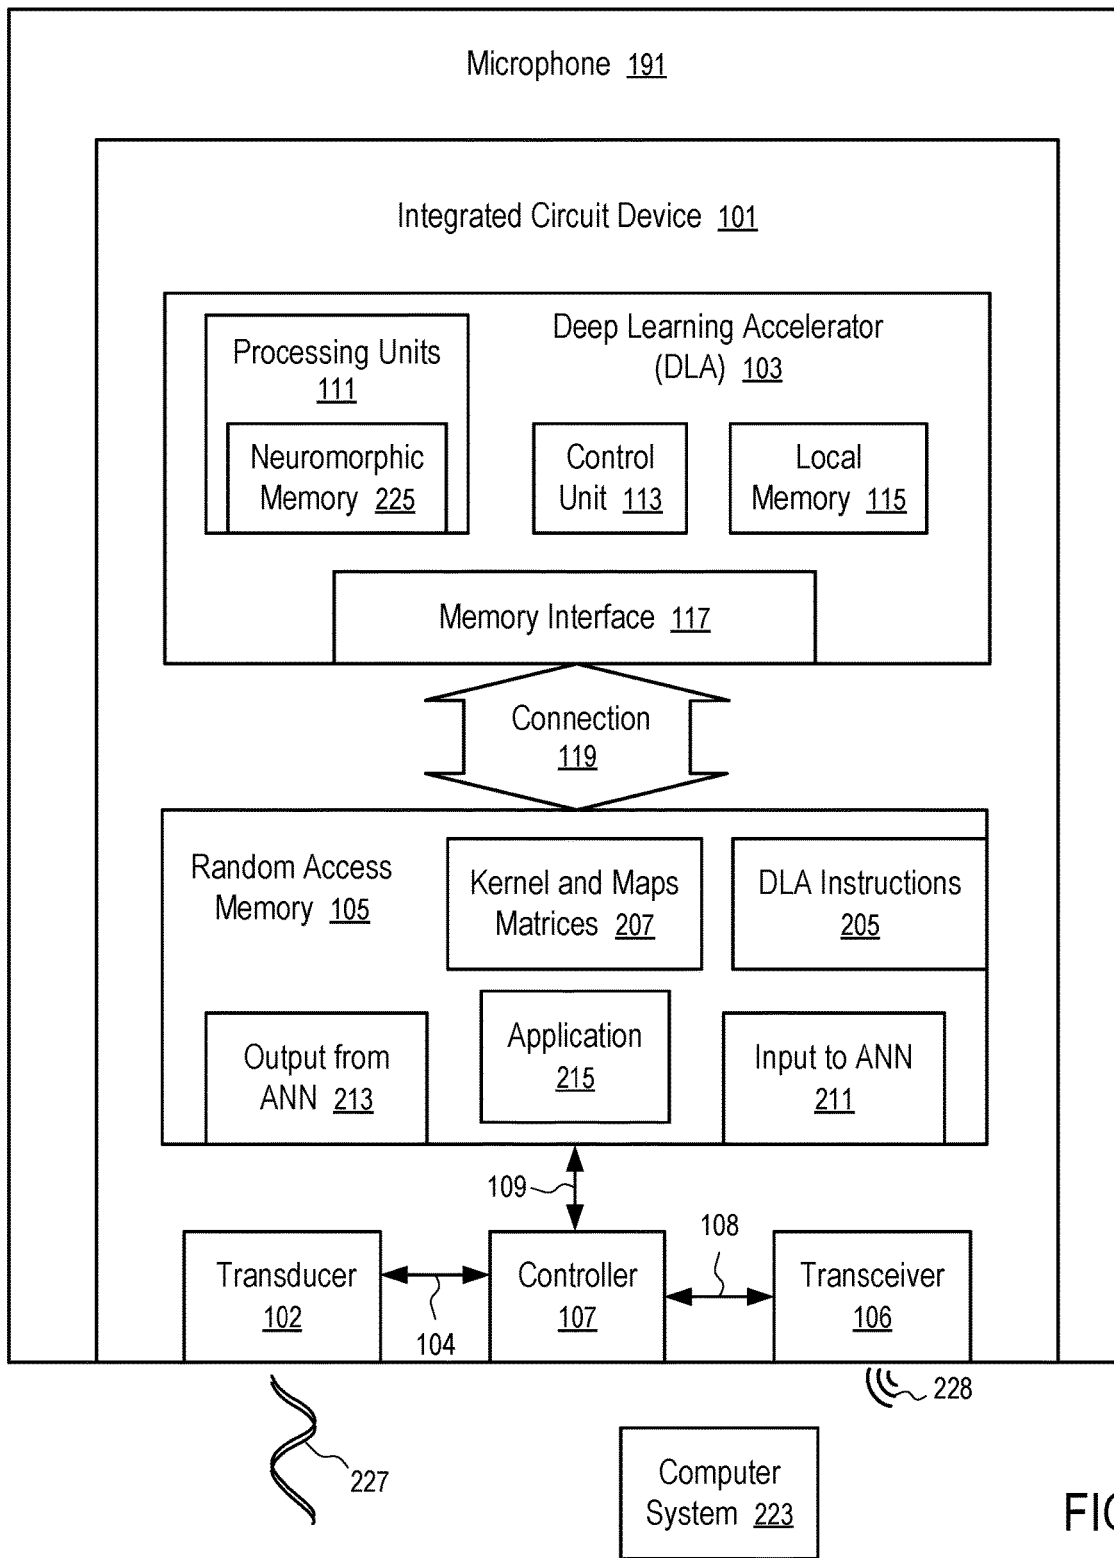 Microphone 191
Integrated Circuit Device 101
Deep Learning Accelerator
(DLA) 103
Processing Units
111
Neuromorphic
Memory 225
Control
Unit 113
Local
Memory 115
Memory Interface 117
Connection
119
Random Access
Memory 105
Kernel and Maps
Matrices 207
DLA Instructions
205
Output from
ANN 213
Application
215
Input to ANN
211
109
108
Transducer
102
104
Controller
107
Transceiver
106
228
227
Computer
System 223
FIG